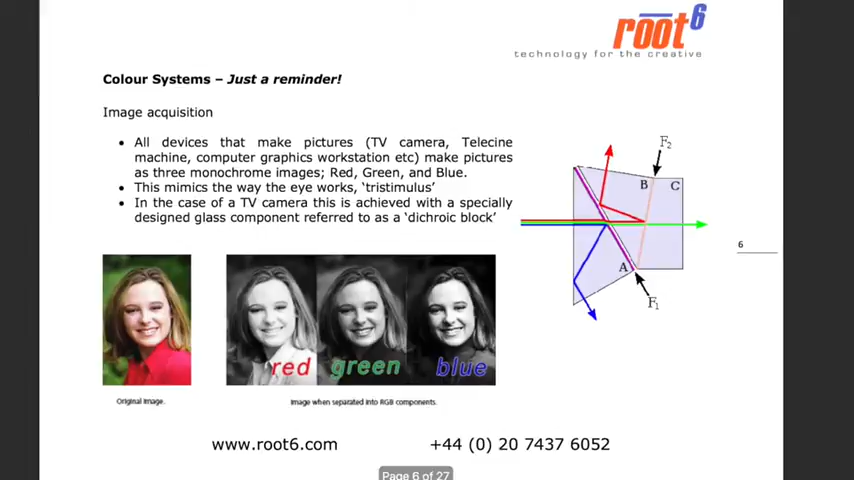 root6
technology for the creative
Colour Systems – Just a reminder!
Image acquisition
• All devices that make pictures (TV camera, Telecine
machine, computer graphics workstation etc) make pictures
as three monochrome images; Red, Green, and Blue.
• This mimics the way the eye works, ‘tristimulus’
• In the case of a TV camera this is achieved with a specially
designed glass component referred to as a ‘dichroic block’
F2
B
C
A
F1
6
red
green
blue
Original Image.
Image when separated into RGB components.
www.root6.com
+44 (0) 20 7437 6052
Page 6 of 27